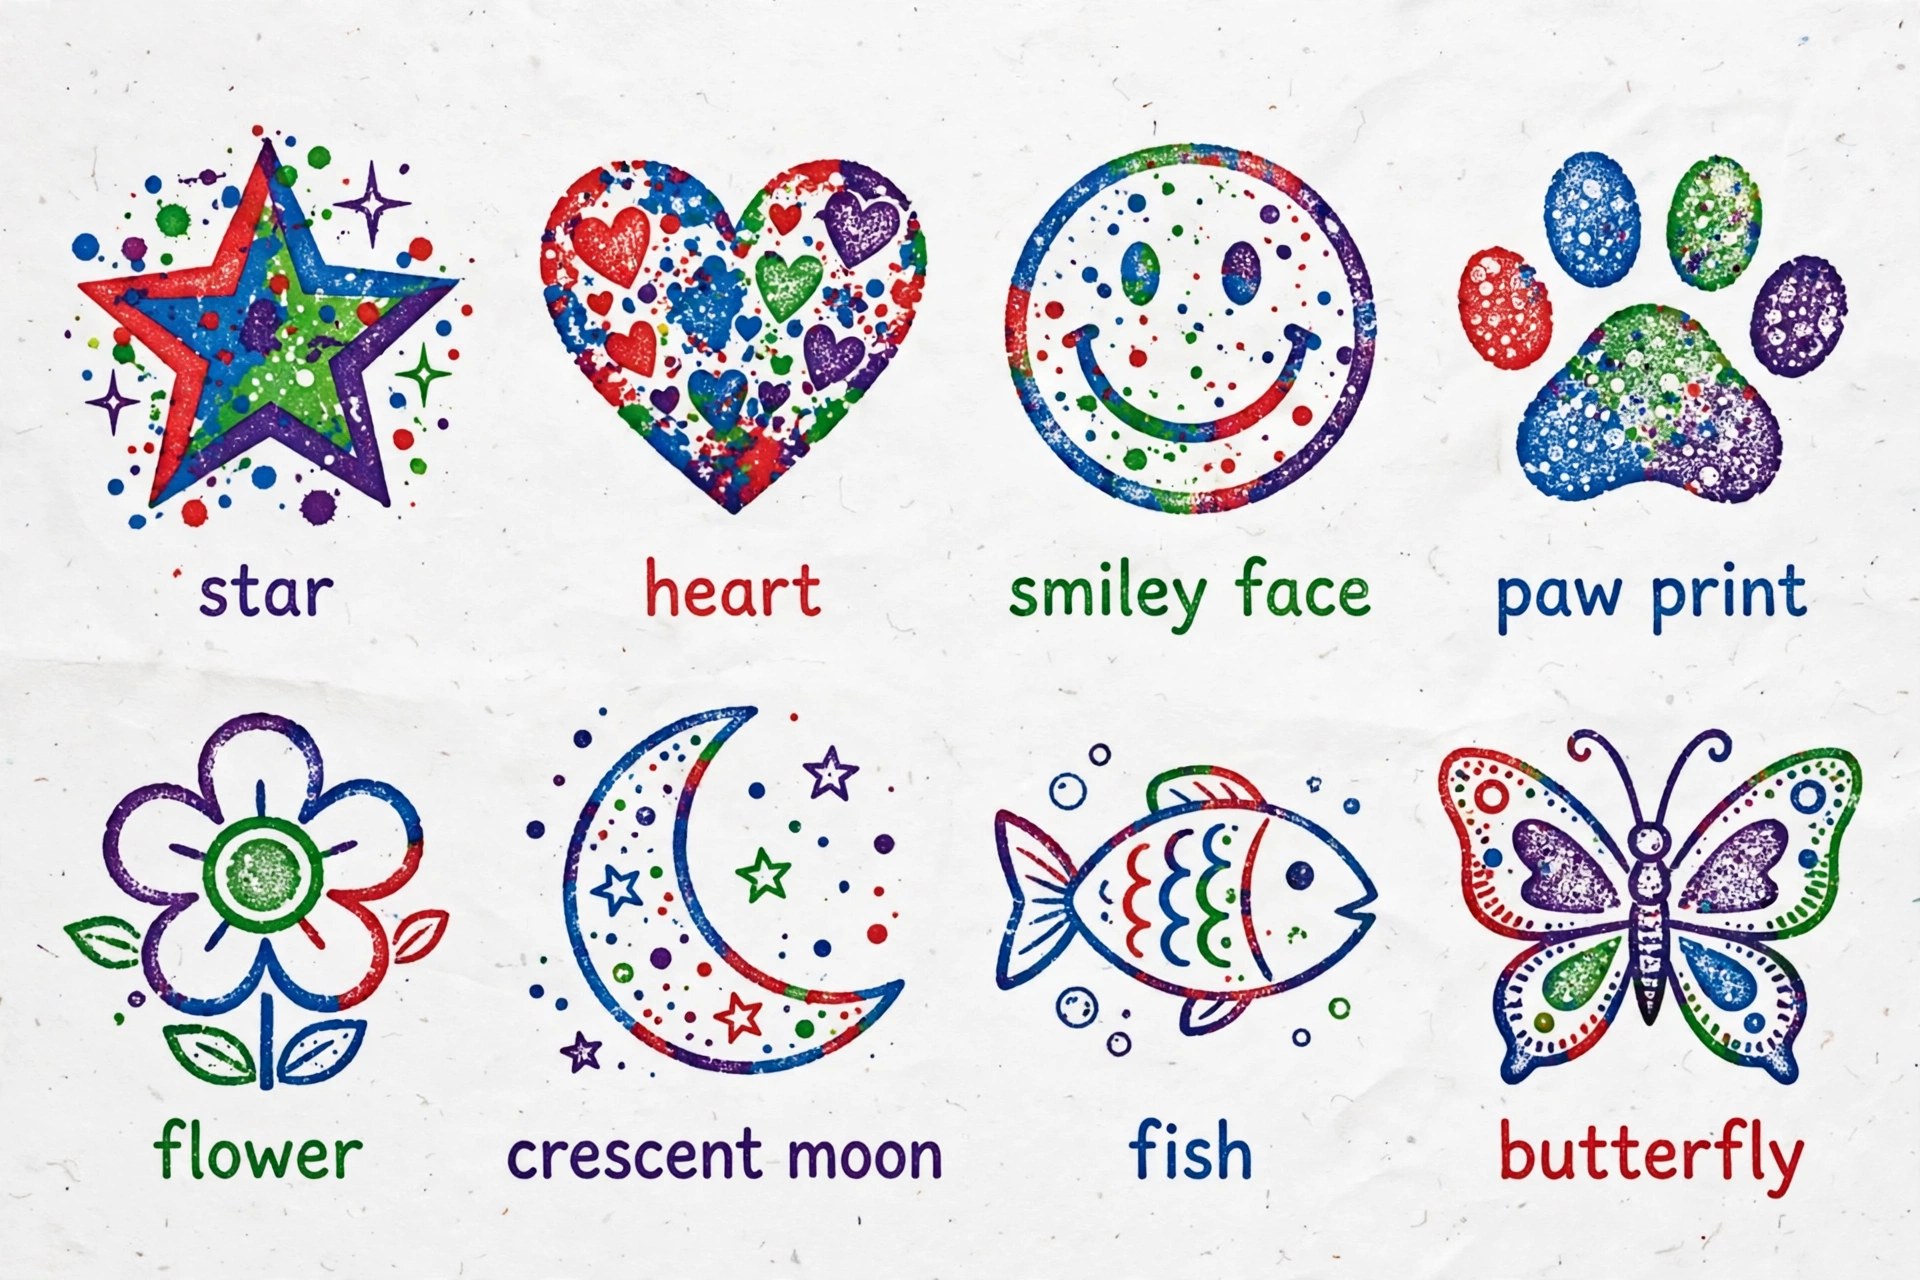 star
heart
smiley face
paw print
flower
crescent moon
fish
butterfly